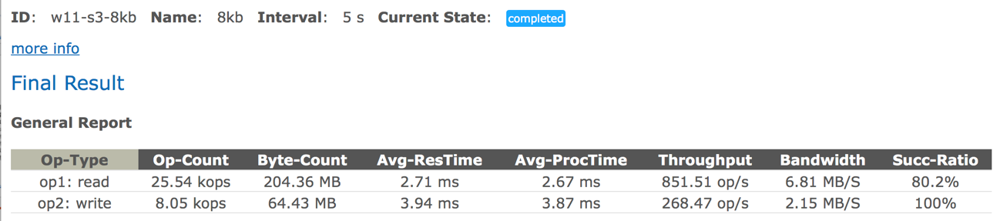 ID: w11-s3-8kb Name: 8kb Interval: 5 s Current State: completed
more info
Final Result
General Report
Op-Type Op-Count Byte-Count Avg-ResTime Avg-ProcTime Throughput Bandwidth Succ-Ratio
op1: read 25.54 kops 204.36 MB 2.71 ms 2.67 ms 851.51 op/s 6.81 MB/S 80.2%
op2: write 8.05 kops 64.43 MB 3.94 ms 3.87 ms 268.47 op/s 2.15 MB/S 100%